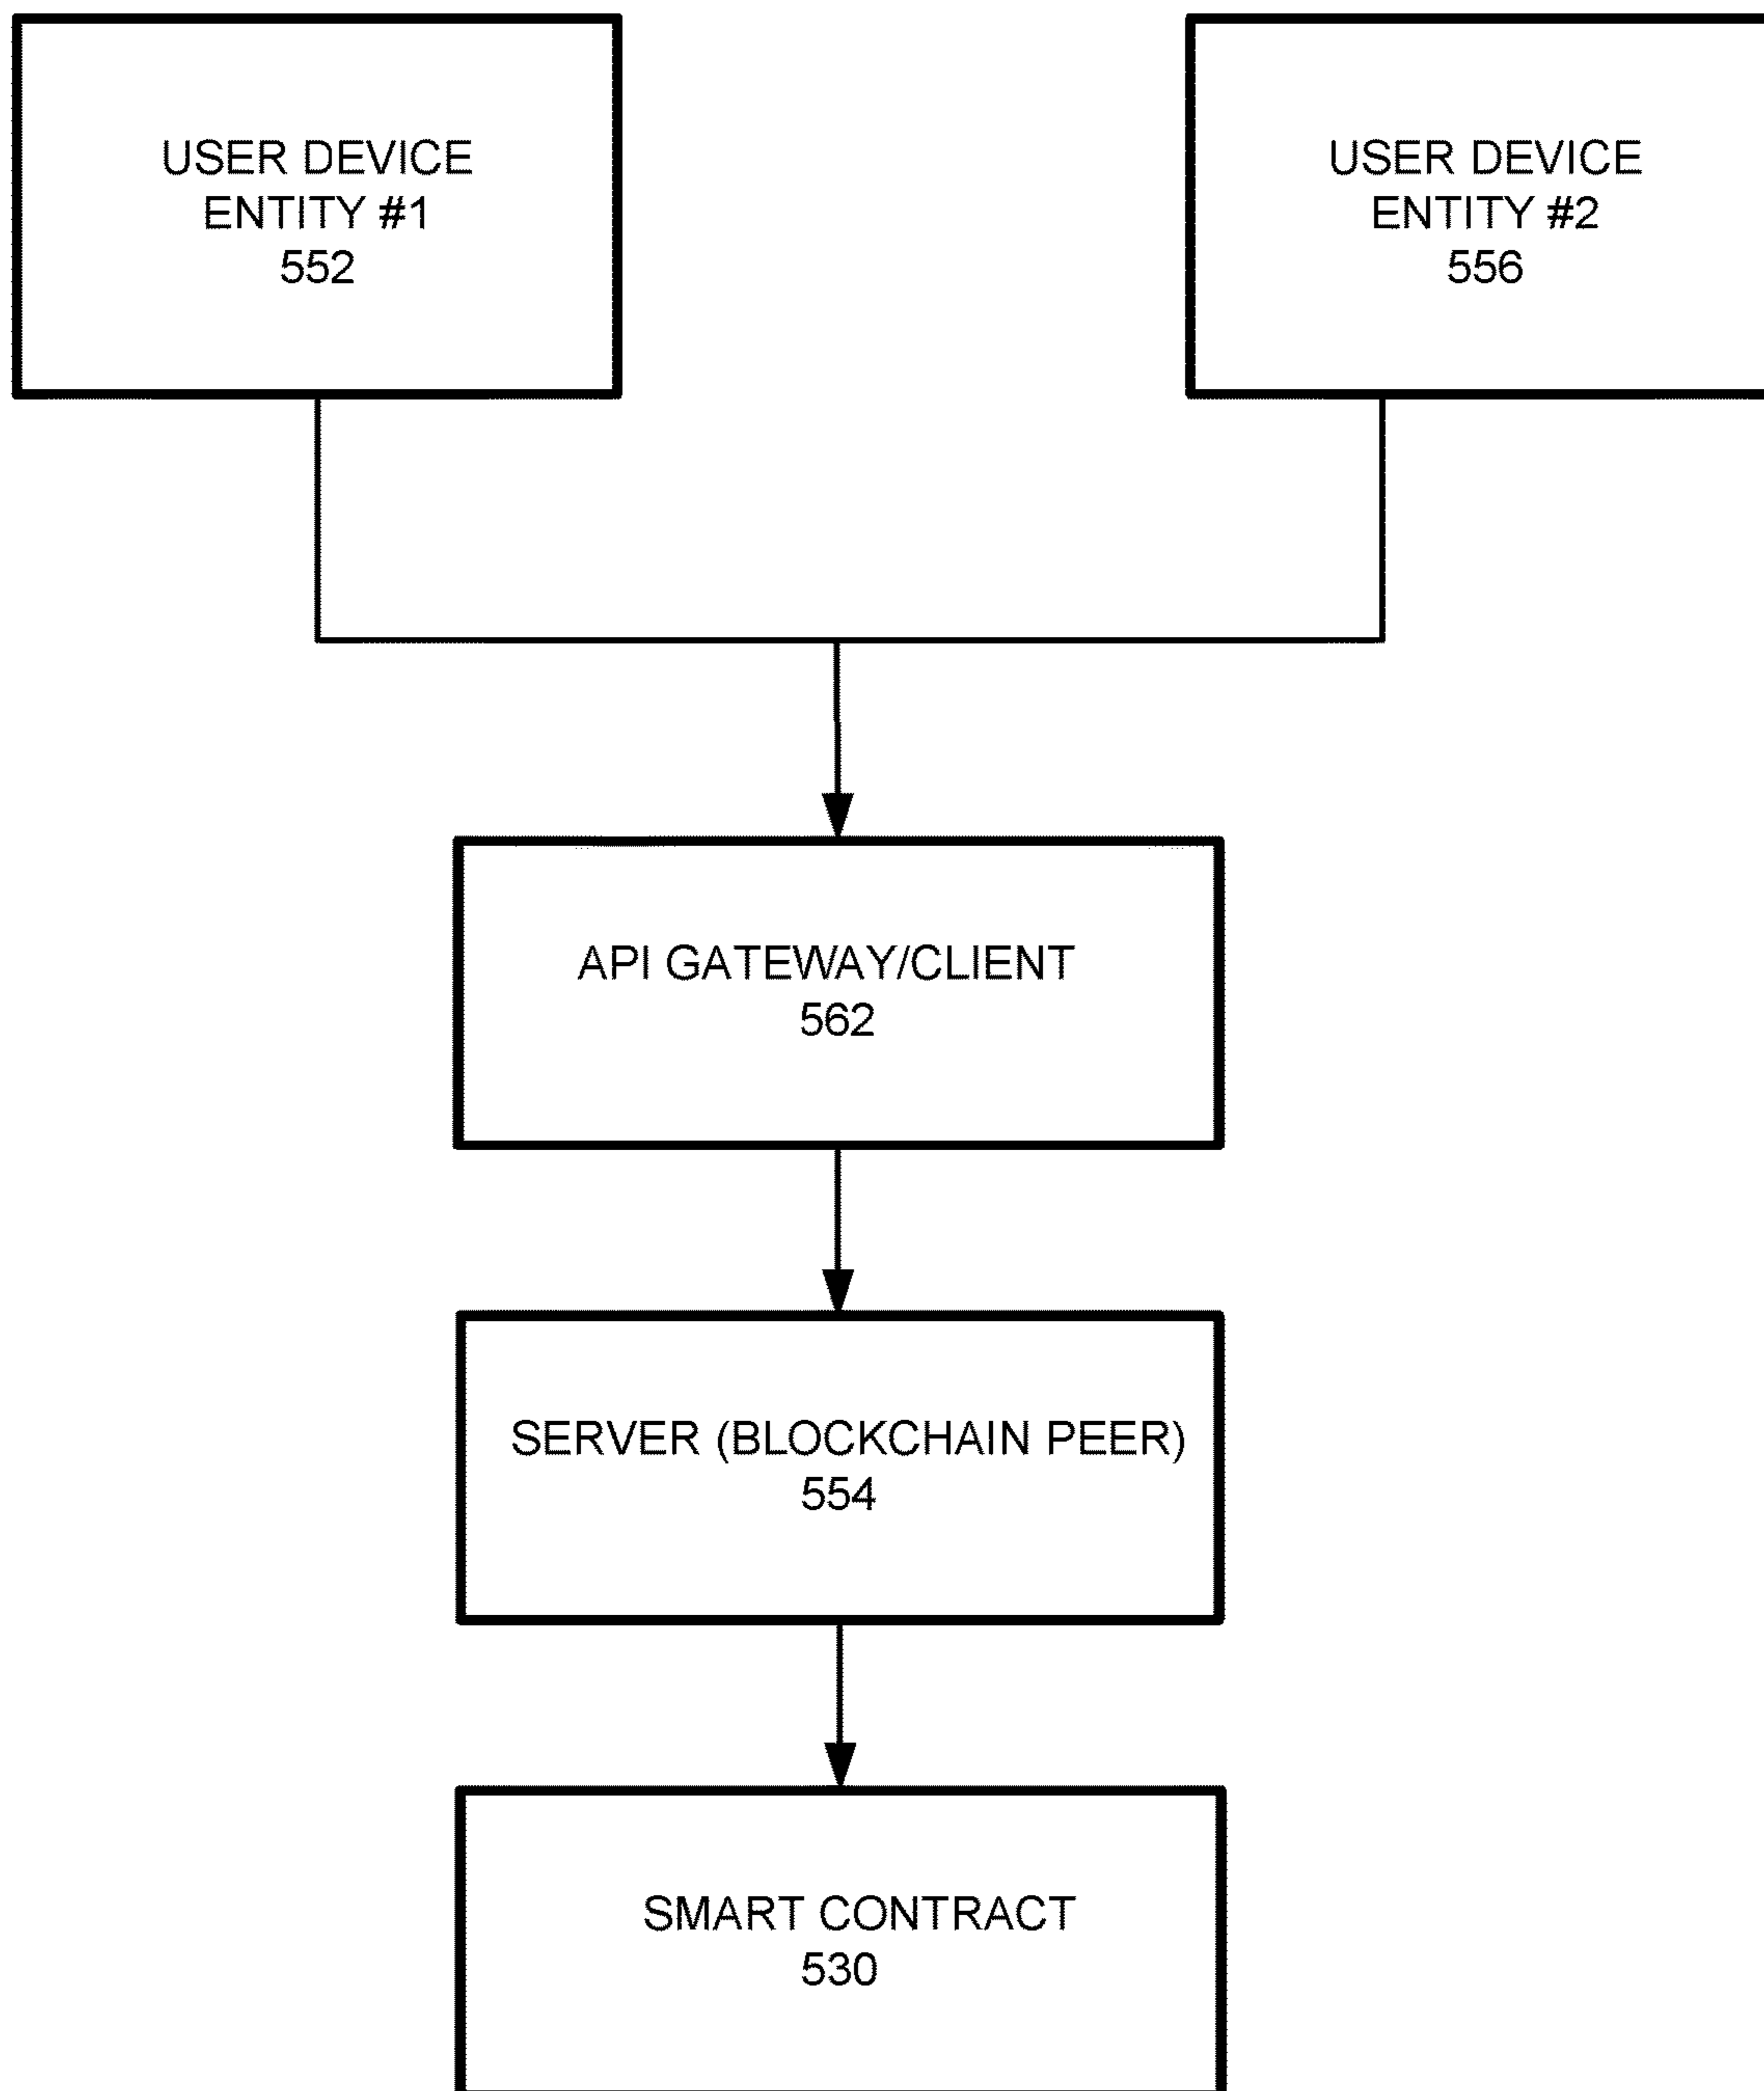 USER DEVICE
ENTITY #1
552
USER DEVICE
ENTITY #2
556
API GATEWAY/CLIENT
562
SERVER (BLOCKCHAIN PEER)
554
SMART CONTRACT
530